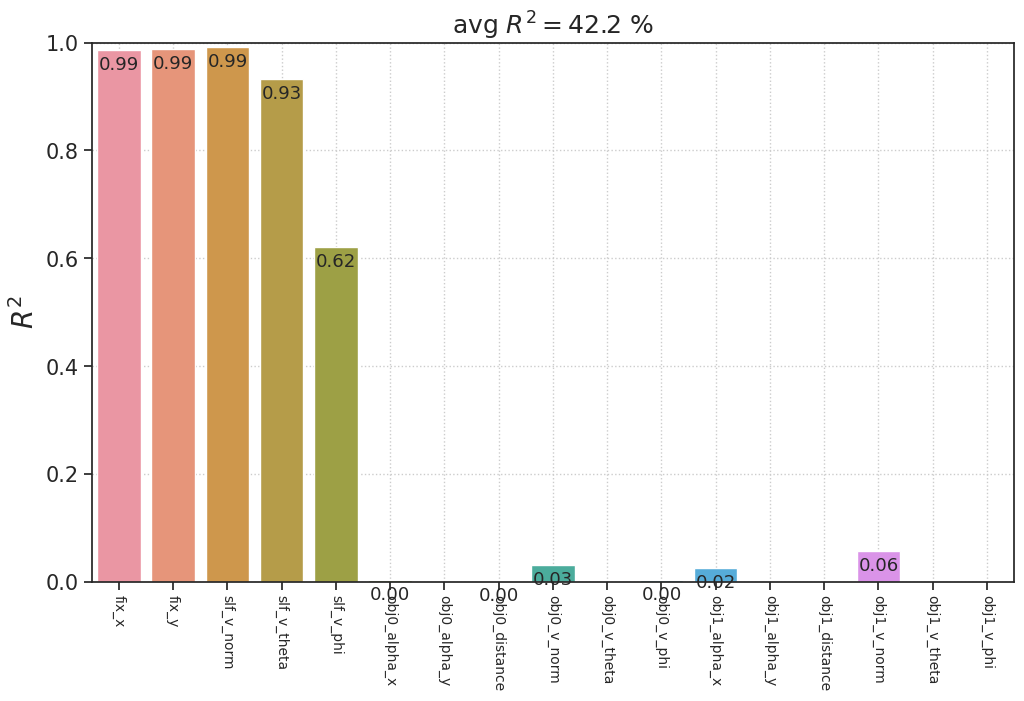 avg R² = 42.2 %
R²
1.0
0.8
0.6
0.4
0.2
0.0
0.99
0.99
0.99
0.93
0.62
0.00
0.00
0.03
0.00
0.02
0.06
fix_x
fix_y
slf_v_norm
slf_v_theta
slf_v_phi
obj0_alpha_x
obj0_alpha_y
obj0_distance
obj0_v_norm
obj0_v_theta
obj0_v_phi
obj1_alpha_x
obj1_alpha_y
obj1_distance
obj1_v_norm
obj1_v_theta
obj1_v_phi